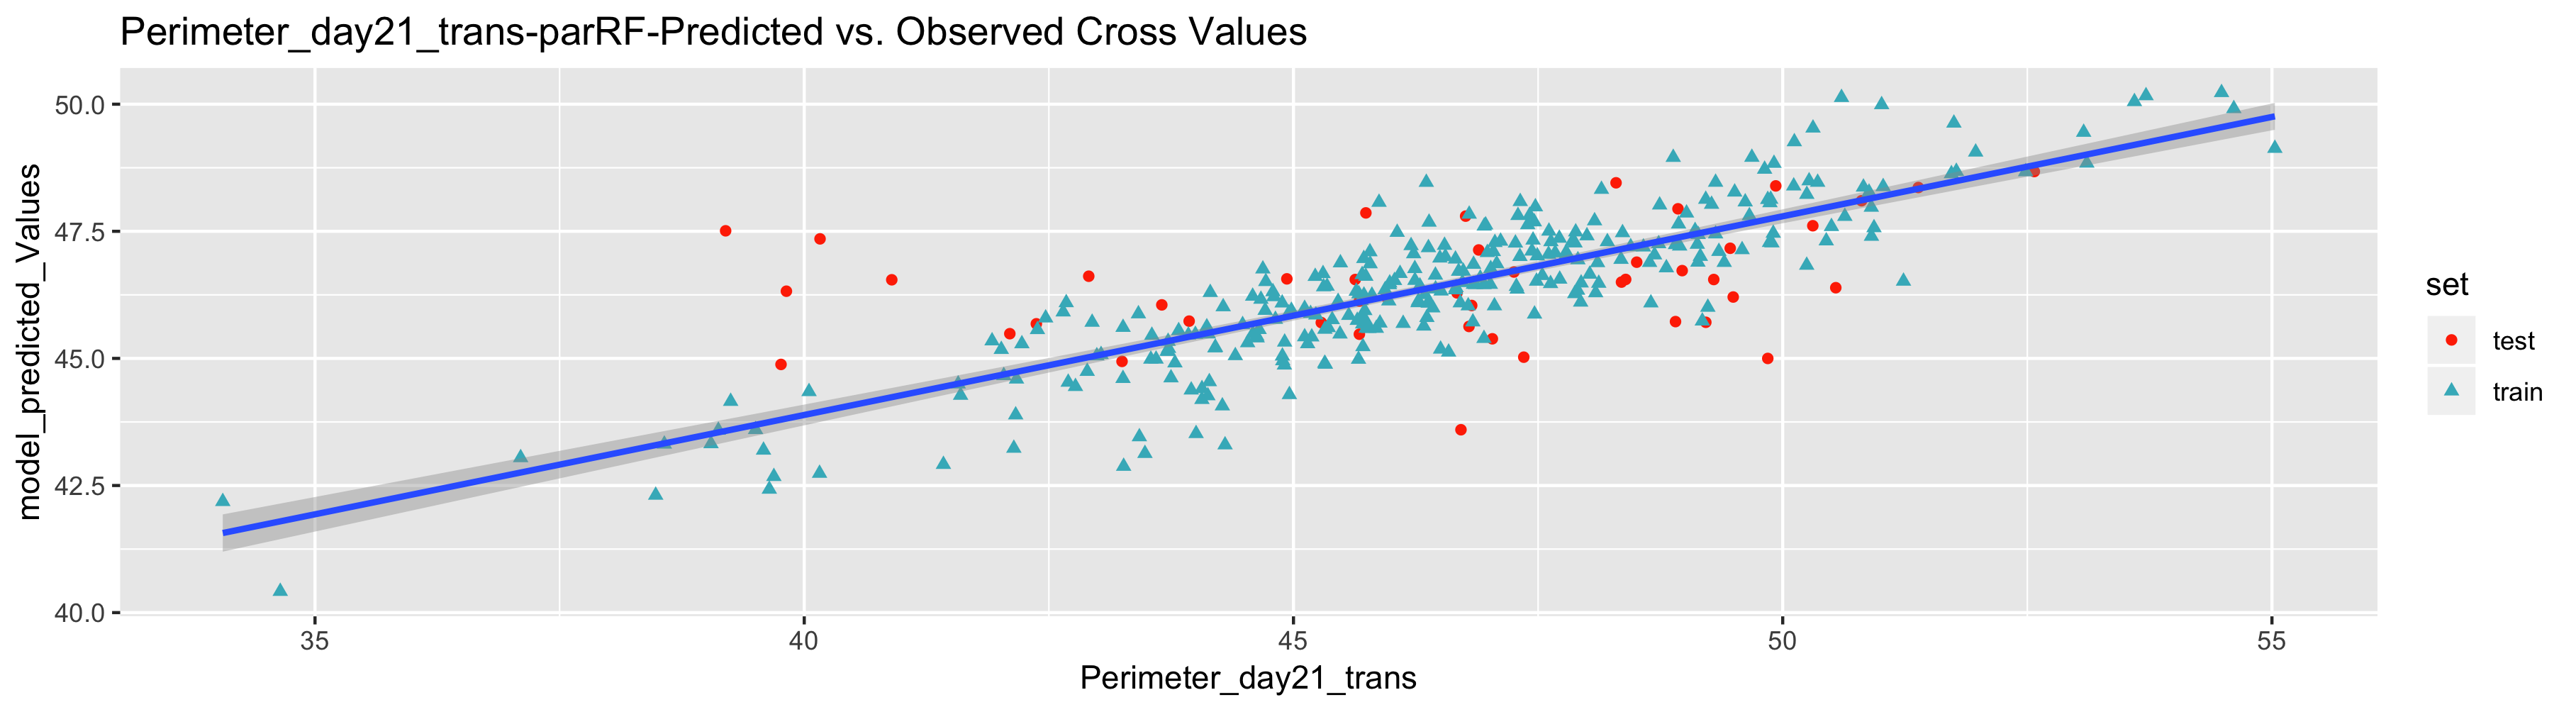 Perimeter_day21_trans-parRF-Predicted vs. Observed Cross Values
model_predicted_Values
50.0
47.5
45.0
42.5
40.0
35
40
45
50
55
Perimeter_day21_trans
set
test
train